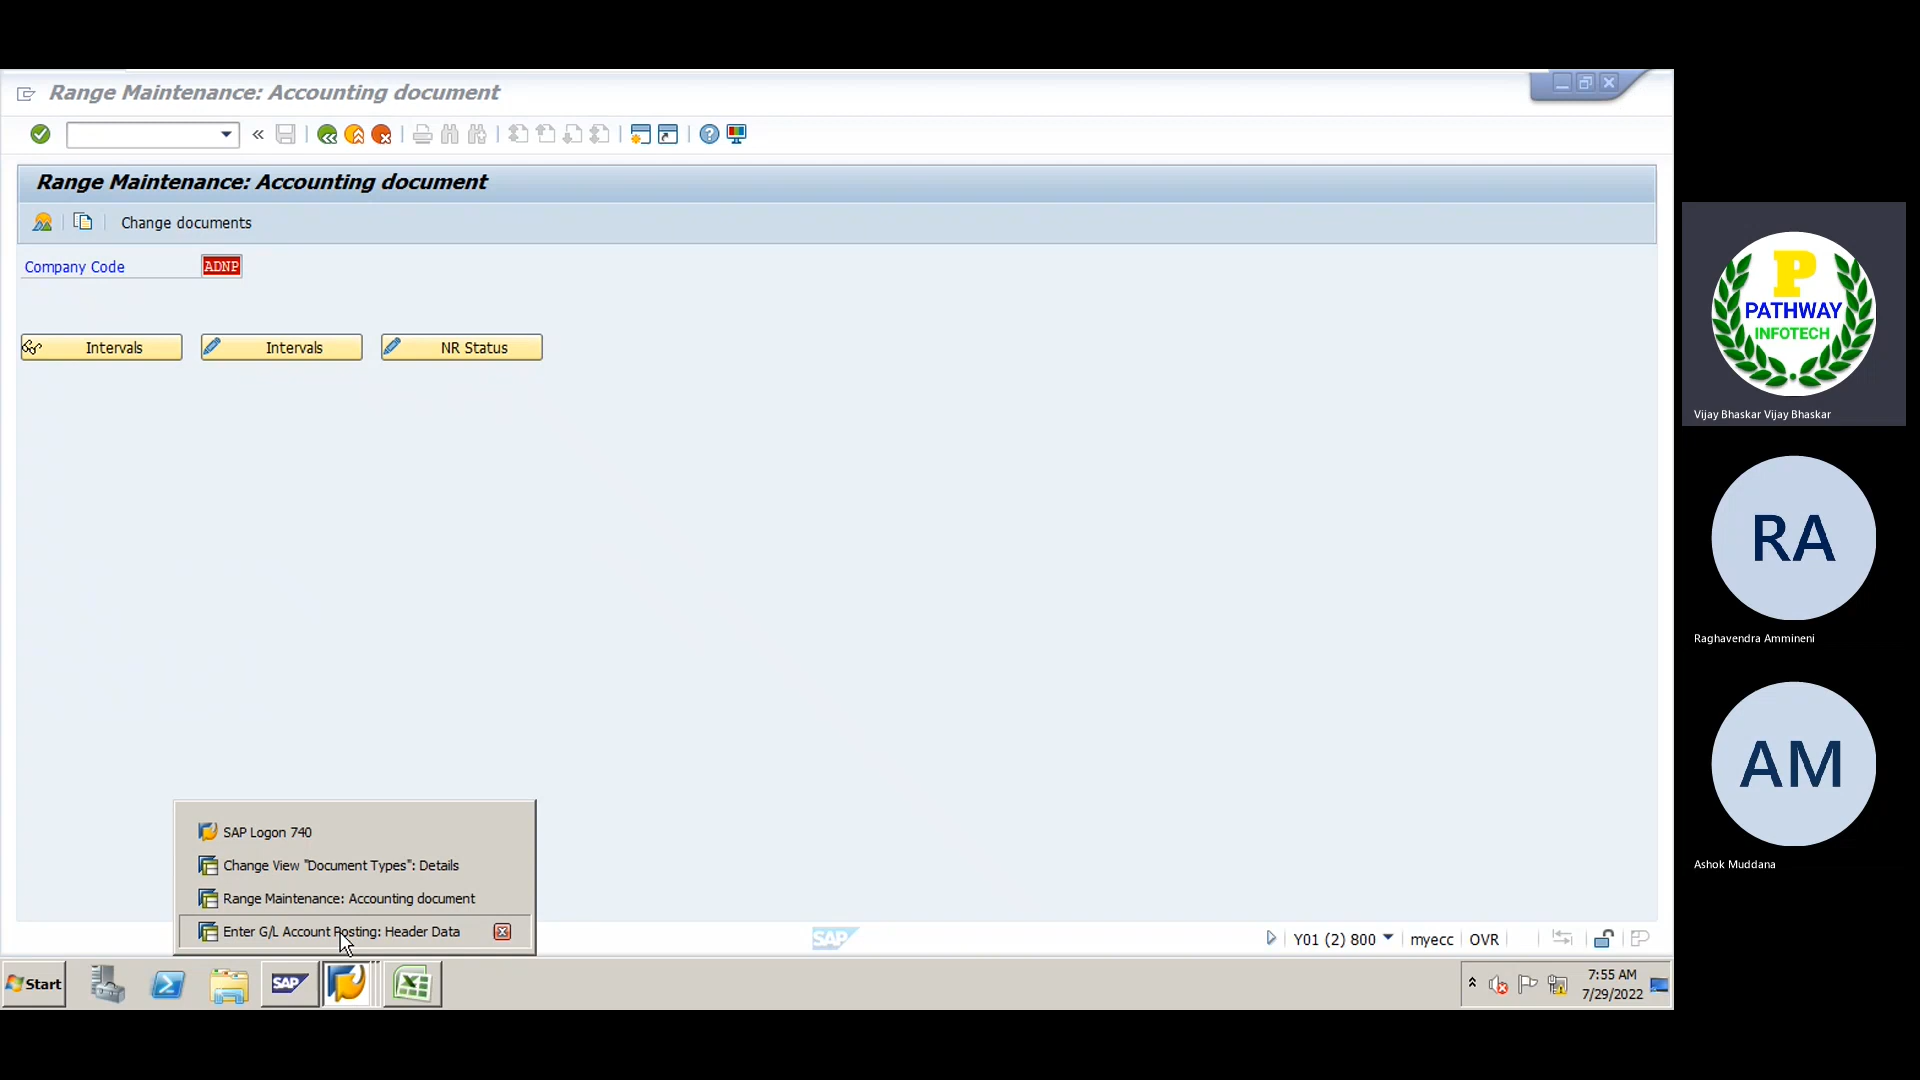 Range Maintenance: Accounting document
Range Maintenance: Accounting document
Change documents
Company Code ADNP
Intervals Intervals NR Status
SAP Logon 740
Change View "Document Types": Details
Range Maintenance: Accounting document
Enter G/L Account Posting: Header Data
SAP
Y01 (2) 800 myecc OVR
Start
SAP
7:55 AM
7/29/2022
P
PATHWAY
INFOTECH
Vijay Bhaskar Vijay Bhaskar
RA
Raghavendra Ammineni
AM
Ashok Muddana